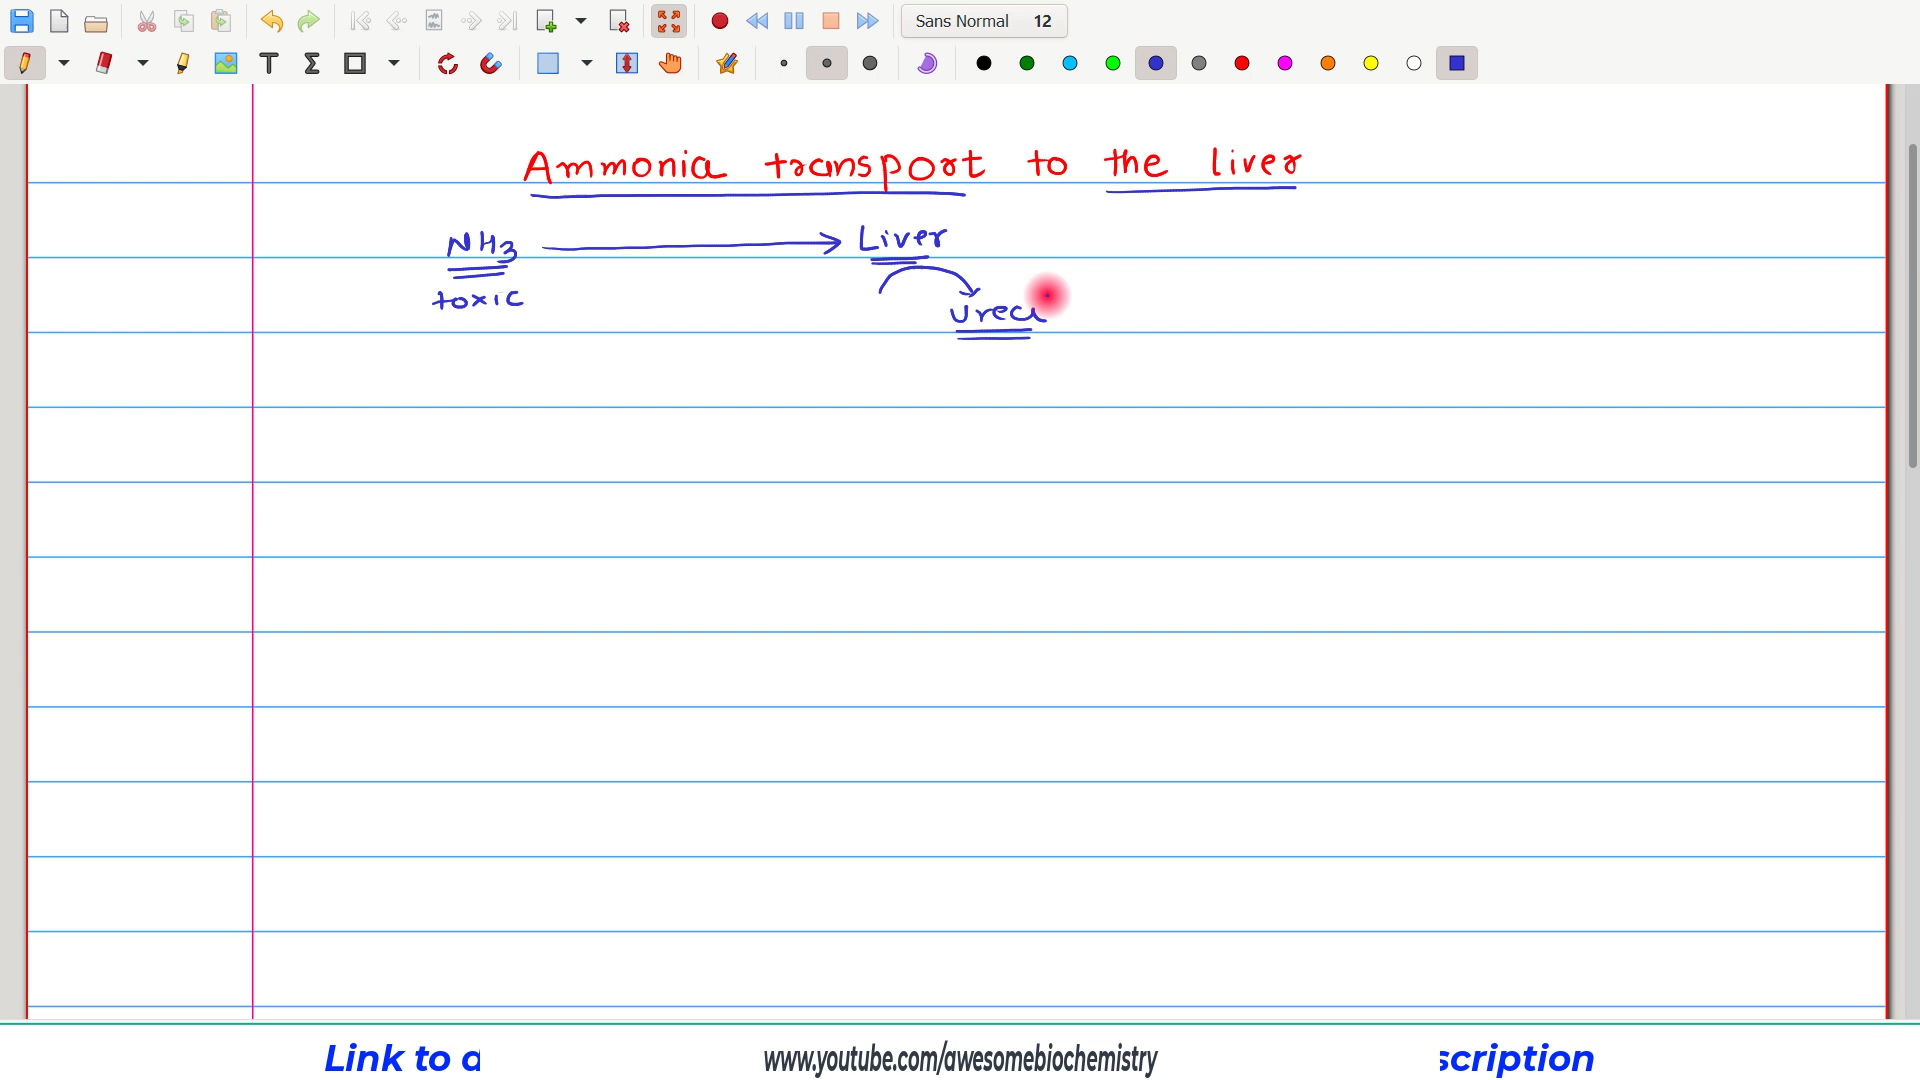 Sans Normal 12
Ammonia transport to the liver
NH3 → Liver
toxic
Urea
Link to a www.youtube.com/awesomebiochemistry scription